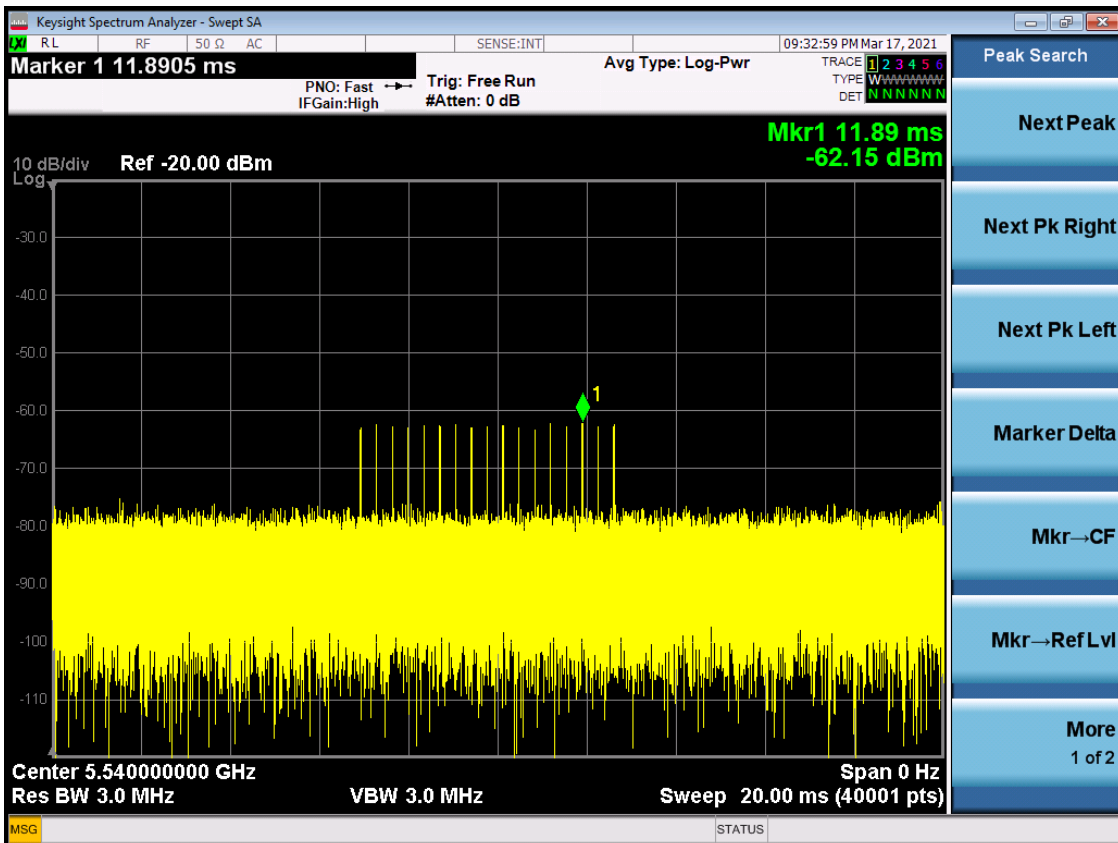 Keysight Spectrum Analyzer - Swept SA
LXI RL RF 50 Ω AC SENSE:INT 09:32:59 PM Mar 17, 2021
Marker 1 11.8905 ms
PNO: Fast
IFGain:High
Trig: Free Run
#Atten: 0 dB
Avg Type: Log-Pwr
TRACE 1 2 3 4 5 6
TYPE WWWWWW
DET N N N N N N
Mkr1 11.89 ms
-62.15 dBm
10 dB/div
Log
Ref -20.00 dBm
-30.0
-40.0
-50.0
-60.0
-70.0
-80.0
-90.0
-100
-110
1
Center 5.540000000 GHz
Span 0 Hz
Res BW 3.0 MHz
VBW 3.0 MHz
Sweep 20.00 ms (40001 pts)
MSG
STATUS
Peak Search
Next Peak
Next Pk Right
Next Pk Left
Marker Delta
Mkr→CF
Mkr→Ref Lvl
More
1 of 2